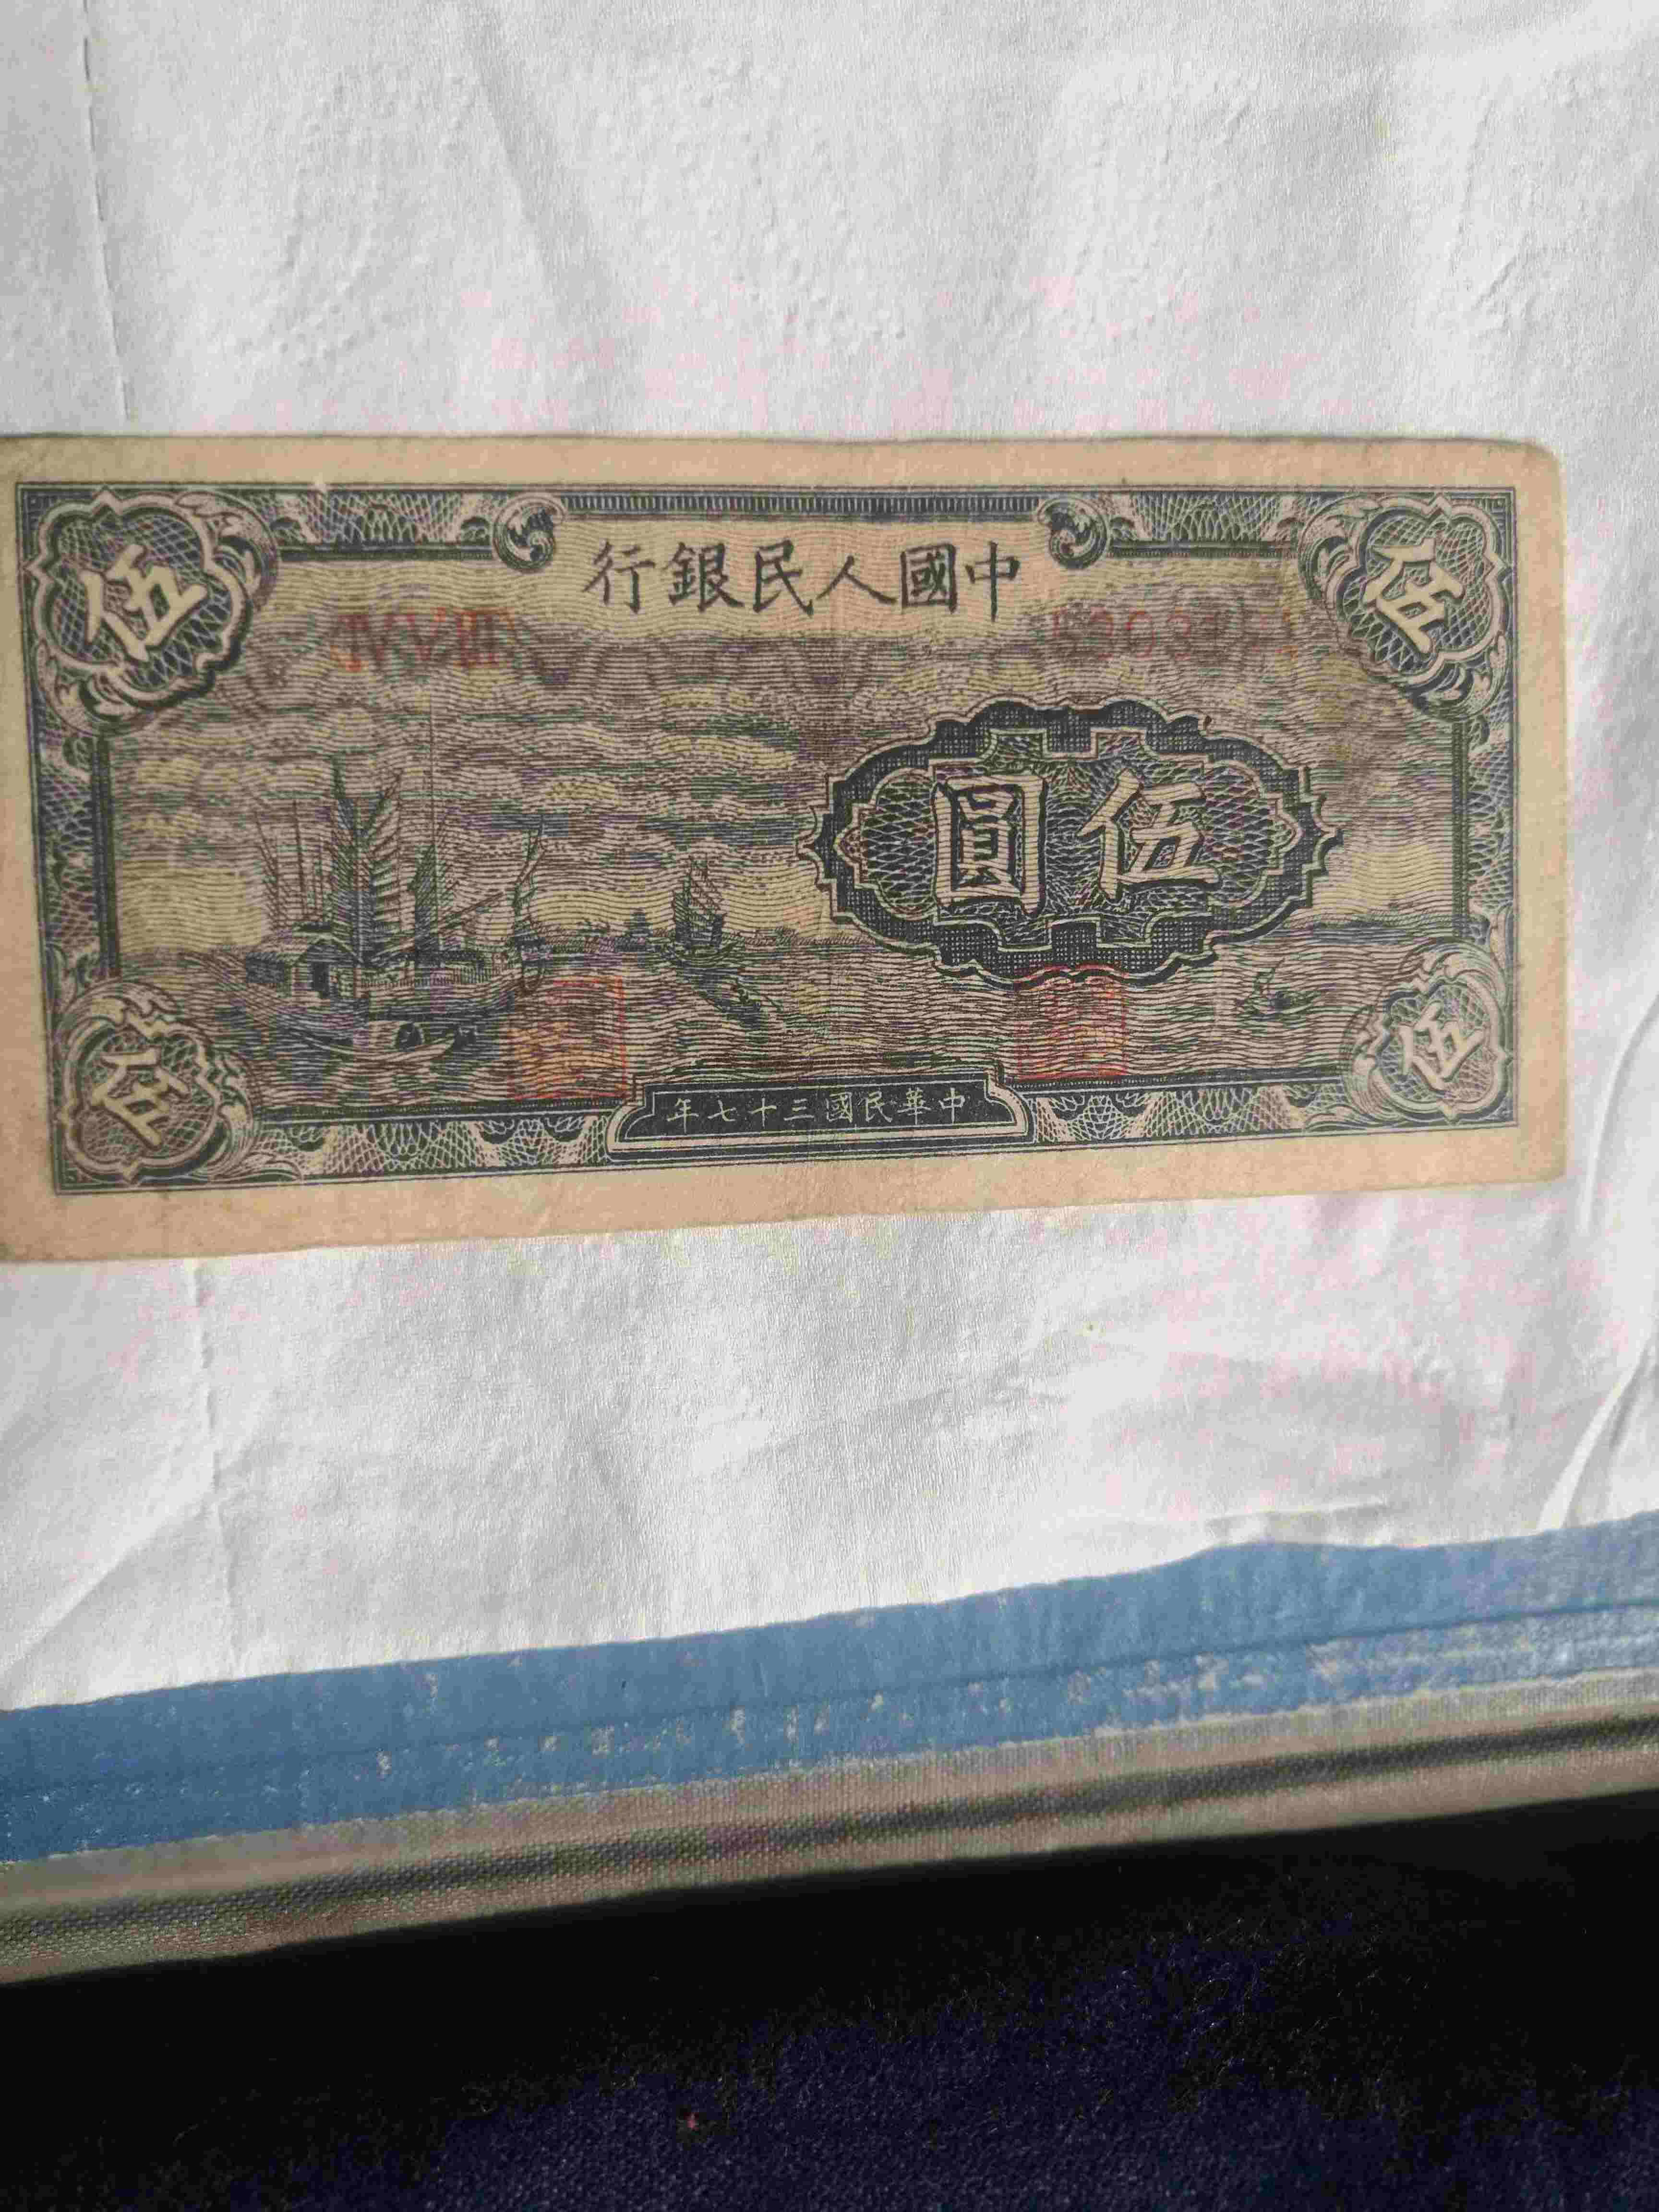 中國人民銀行
伍
伍
伍圓
伍
伍
中華民國三十七年